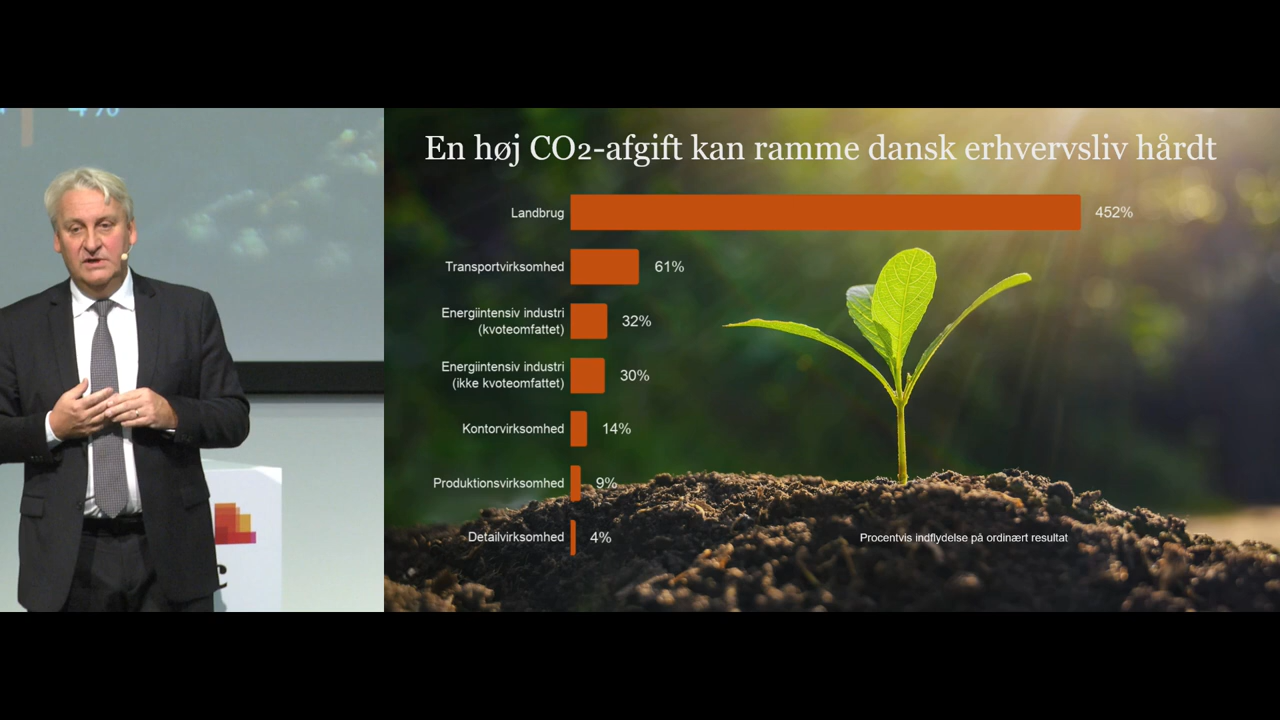 4%
En høj CO2-afgift kan ramme dansk erhvervsliv hårdt
Landbrug 452%
Transportvirksomhed 61%
Energiintensiv industri
(kvoteomfattet) 32%
Energiintensiv industri
(ikke kvoteomfattet) 30%
Kontorvirksomhed 14%
Produktionsvirksomhed 9%
Detailvirksomhed 4%
Procentvis indflydelse på ordinært resultat